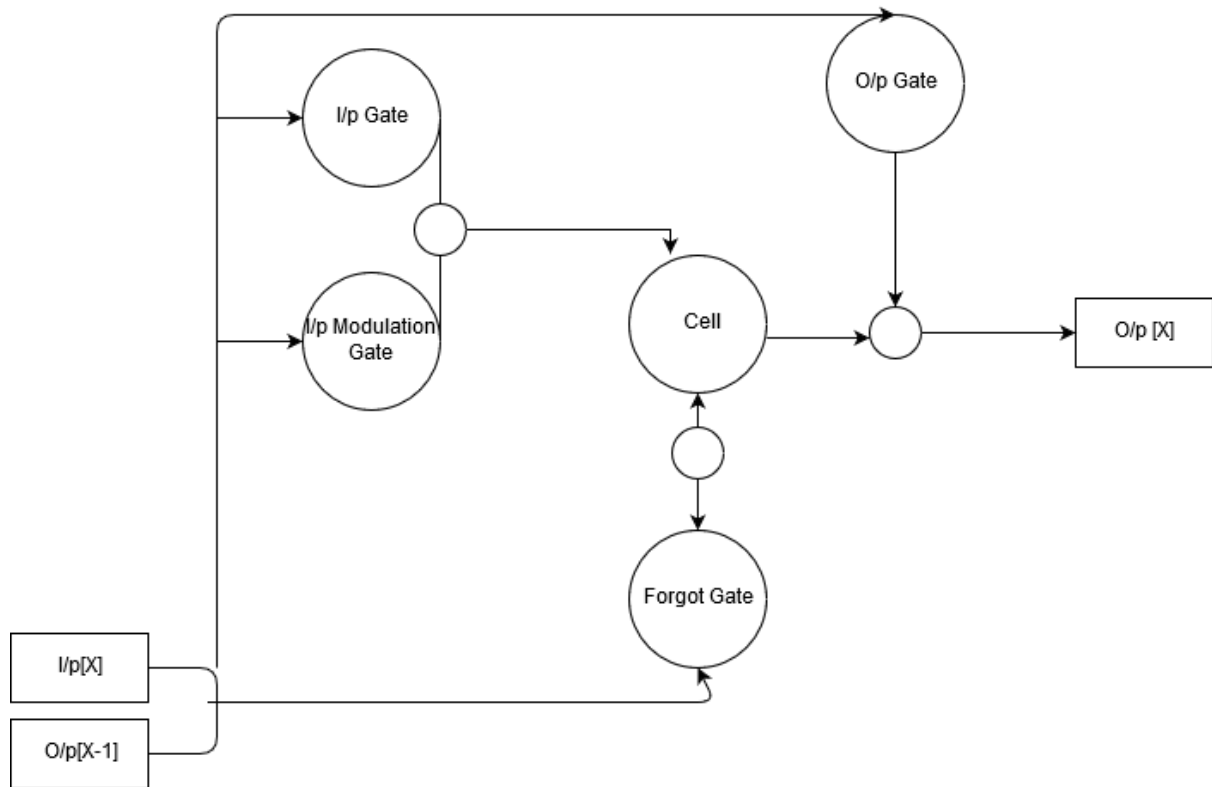 O/p Gate
I/p Gate
I/p Modulation
Gate
Cell
O/p [X]
Forgot Gate
I/p[X]
O/p[X-1]